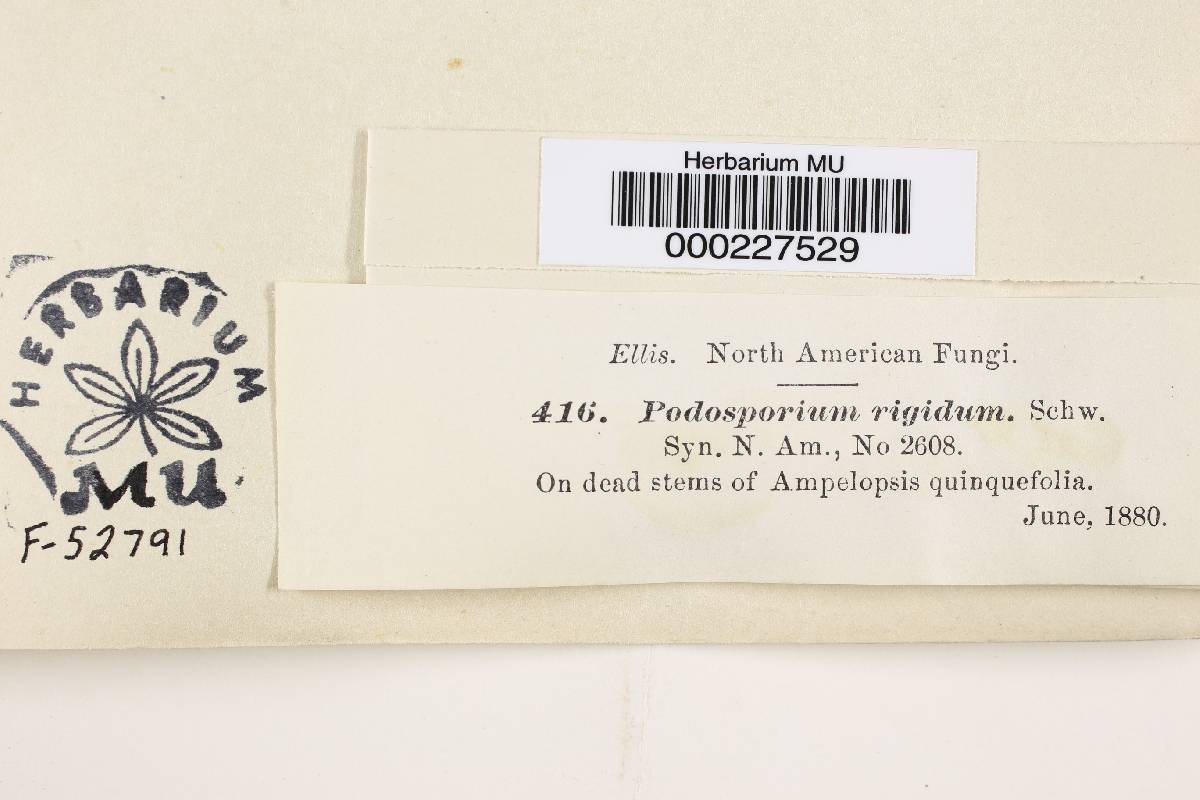 Herbarium MU
000227529
HERBARIUM
MU
F-52791
Ellis. North American Fungi.
416. Podosporium rigidum. Schw.
Syn. N. Am., No 2608.
On dead stems of Ampelopsis quinquefolia.
June, 1880.